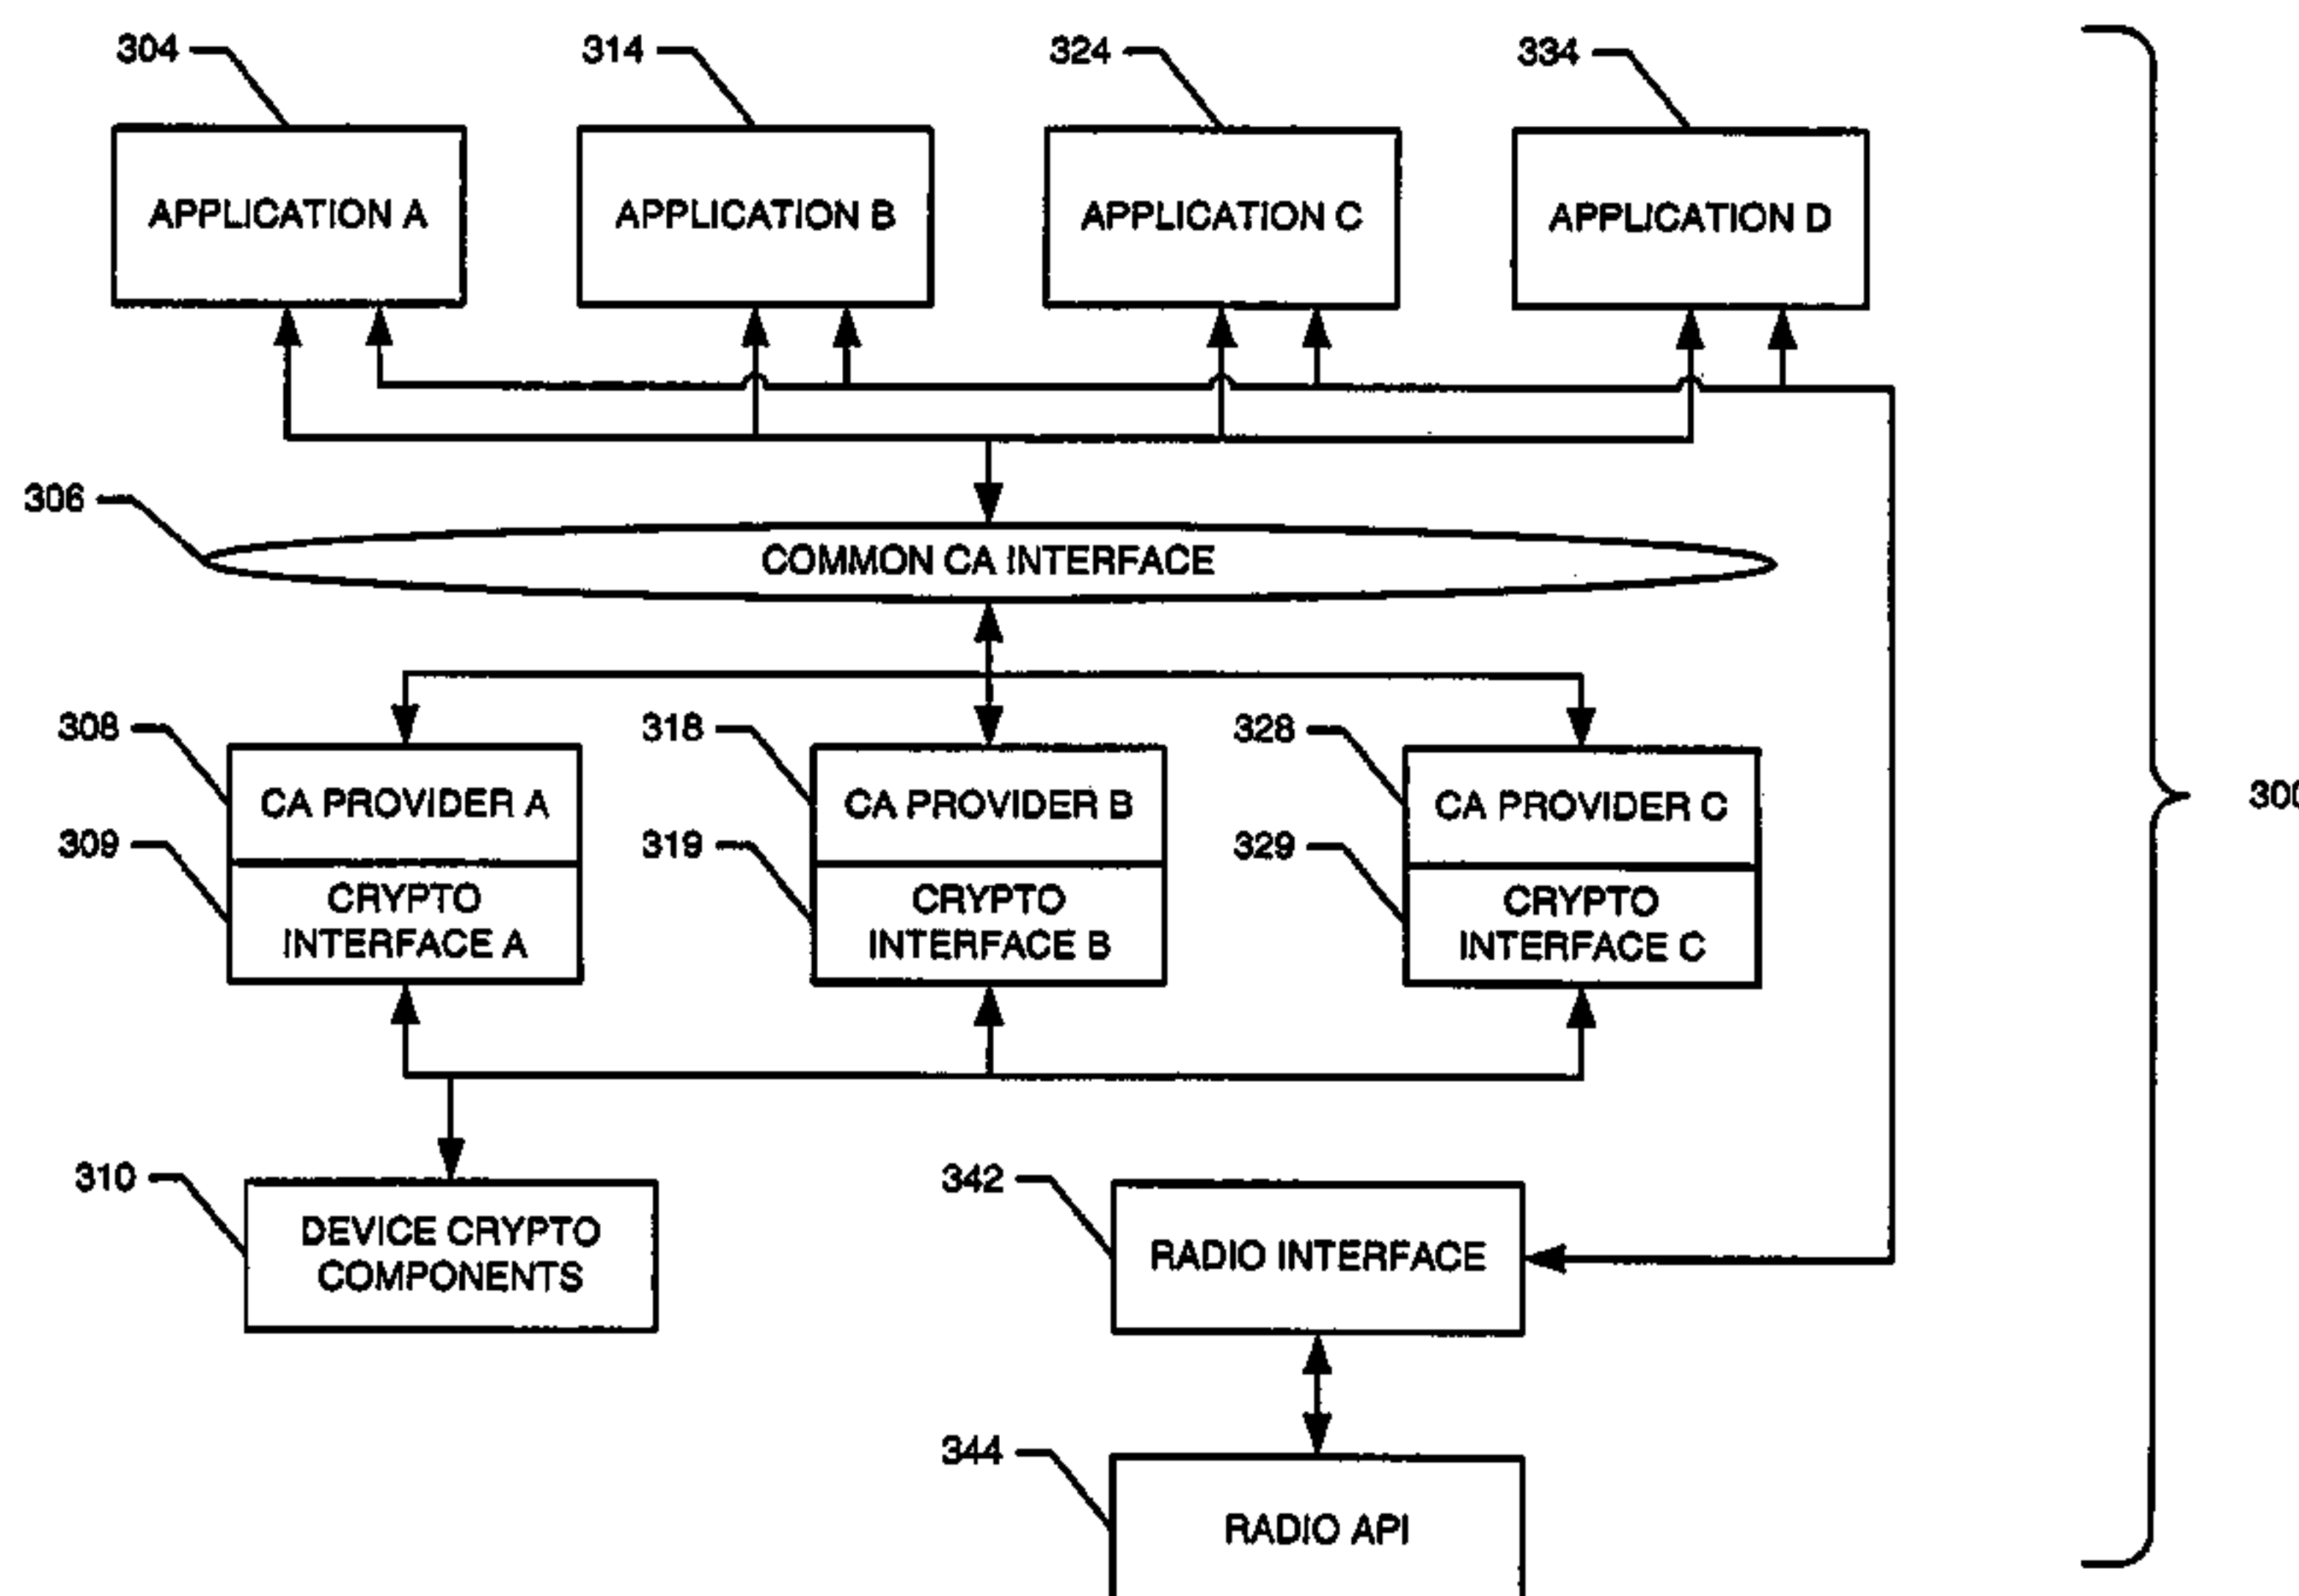 304
314
324
334
APPLICATION A
APPLICATION B
APPLICATION C
APPLICATION D
306
COMMON CA INTERFACE
308
318
328
CA PROVIDER A
CA PROVIDER B
CA PROVIDER C
300
309
319
329
CRYPTO
INTERFACE A
CRYPTO
INTERFACE B
CRYPTO
INTERFACE C
310
342
DEVICE CRYPTO
COMPONENTS
RADIO INTERFACE
344
RADIO API